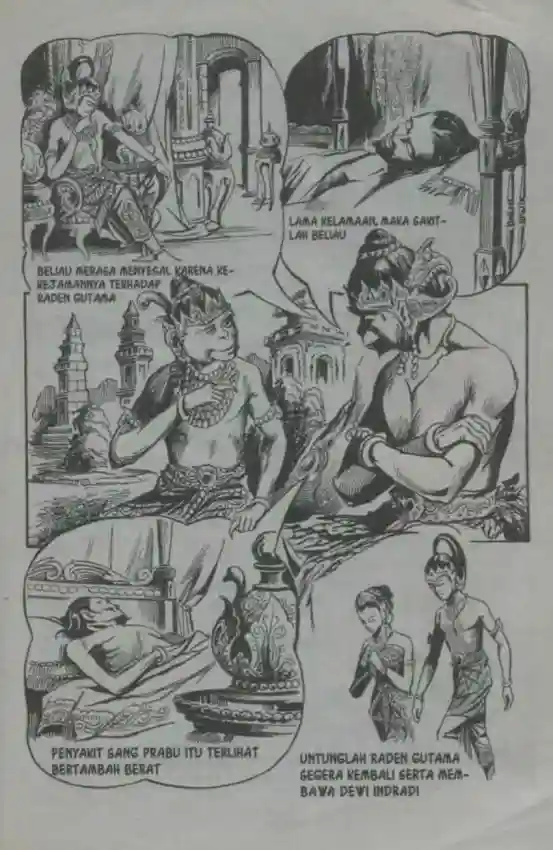 BELIAU MERASA MENYESAL KARENA KE-
KEJAMANNYA TERHADAP
RADEN GUTAMA
LAMA KELAMAAN, MAKA SAKIT-
LAH BELIAU
PENYAKIT SANG PRABU ITU TERLIHAT
BERTAMBAH BERAT
UNTUNGLAH RADEN GUTAMA
SEGERA KEMBALI SERTA MEM-
BAWA DEWI INDRADI